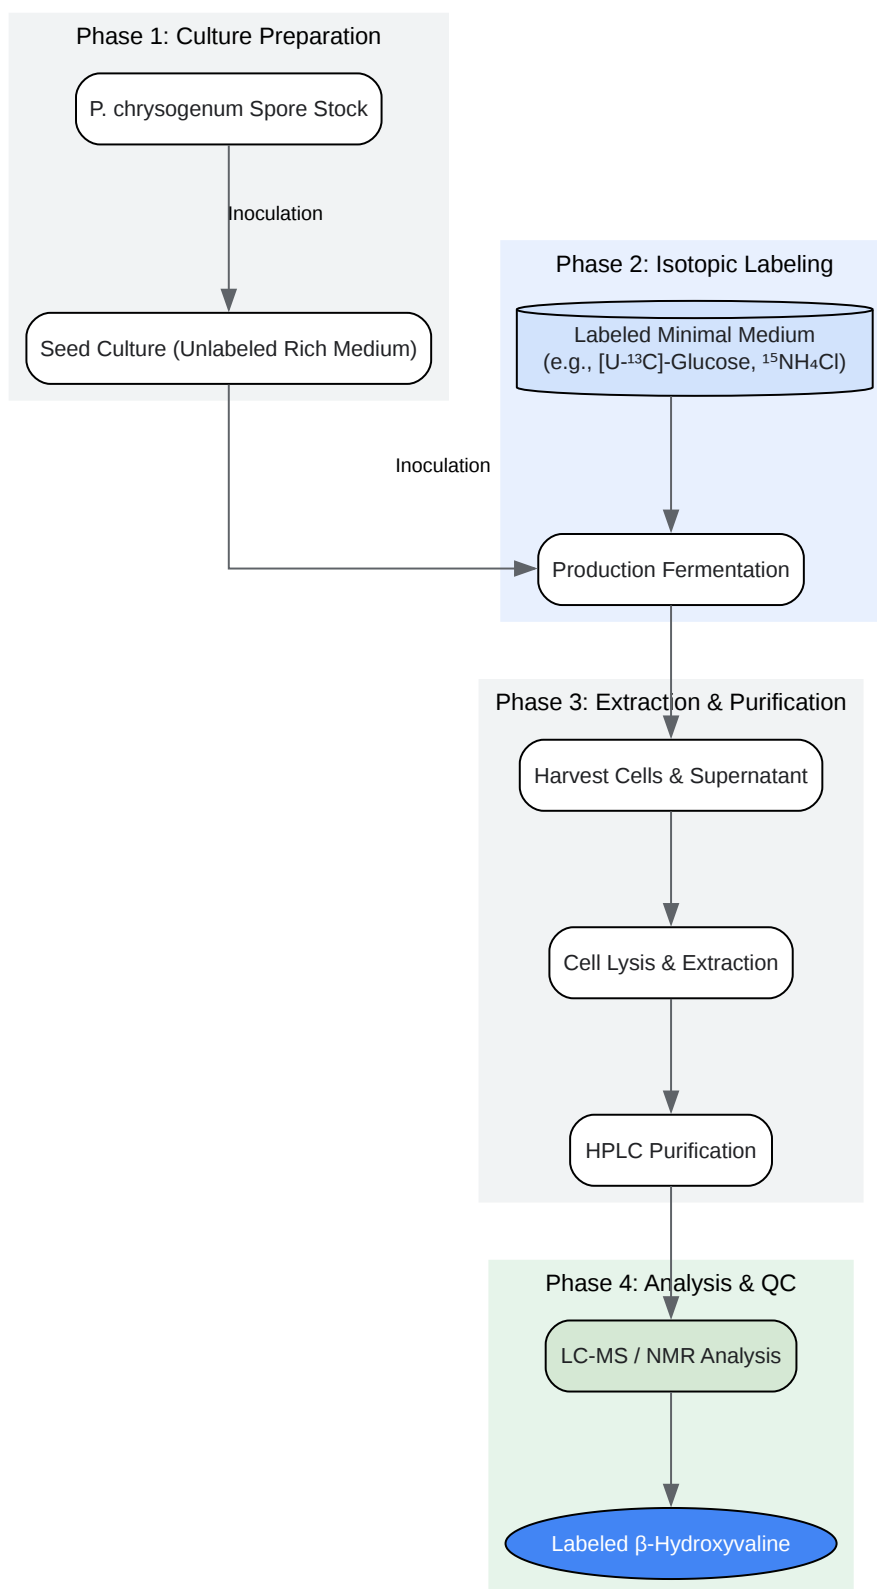 Phase 1: Culture Preparation
P. chrysogenum Spore Stock
Inoculation
Seed Culture (Unlabeled Rich Medium)
Phase 2: Isotopic Labeling
Labeled Minimal Medium
(e.g., [U-¹³C]-Glucose, ¹⁵NH₄Cl)
Inoculation
Production Fermentation
Phase 3: Extraction & Purification
Harvest Cells & Supernatant
Cell Lysis & Extraction
HPLC Purification
Phase 4: Analysis & QC
LC-MS / NMR Analysis
Labeled β-Hydroxyvaline